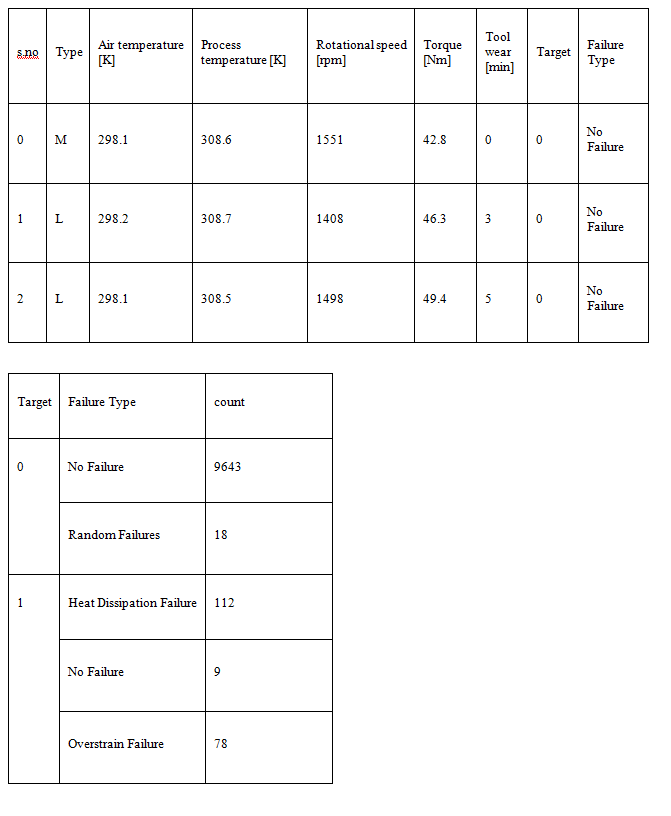 s.no Type Air temperature [K] Process temperature [K] Rotational speed [rpm] Torque [Nm] Tool wear [min] Target Failure Type
0 M 298.1 308.6 1551 42.8 0 0 No Failure
1 L 298.2 308.7 1408 46.3 3 0 No Failure
2 L 298.1 308.5 1498 49.4 5 0 No Failure
Target Failure Type count
0 No Failure 9643
Random Failures 18
1 Heat Dissipation Failure 112
No Failure 9
Overstrain Failure 78